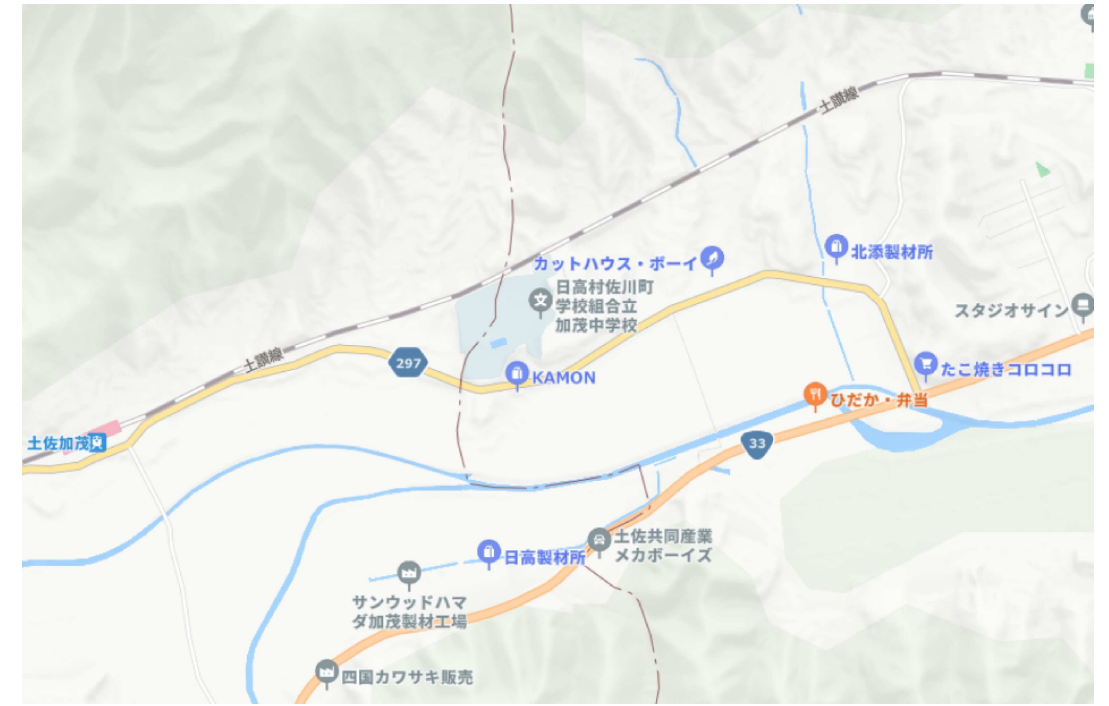 土讃線
カットハウス・ボーイ
北添製材所
日高村佐川町
学校組合立
加茂中学校
スタジオサイン
土讃線
297
KAMON
たこ焼きコロコロ
ひだか・弁当
土佐加茂
33
土佐共同産業
メカボーイズ
日高製材所
サンウッドハマ
ダ加茂製材工場
四国カワサキ販売